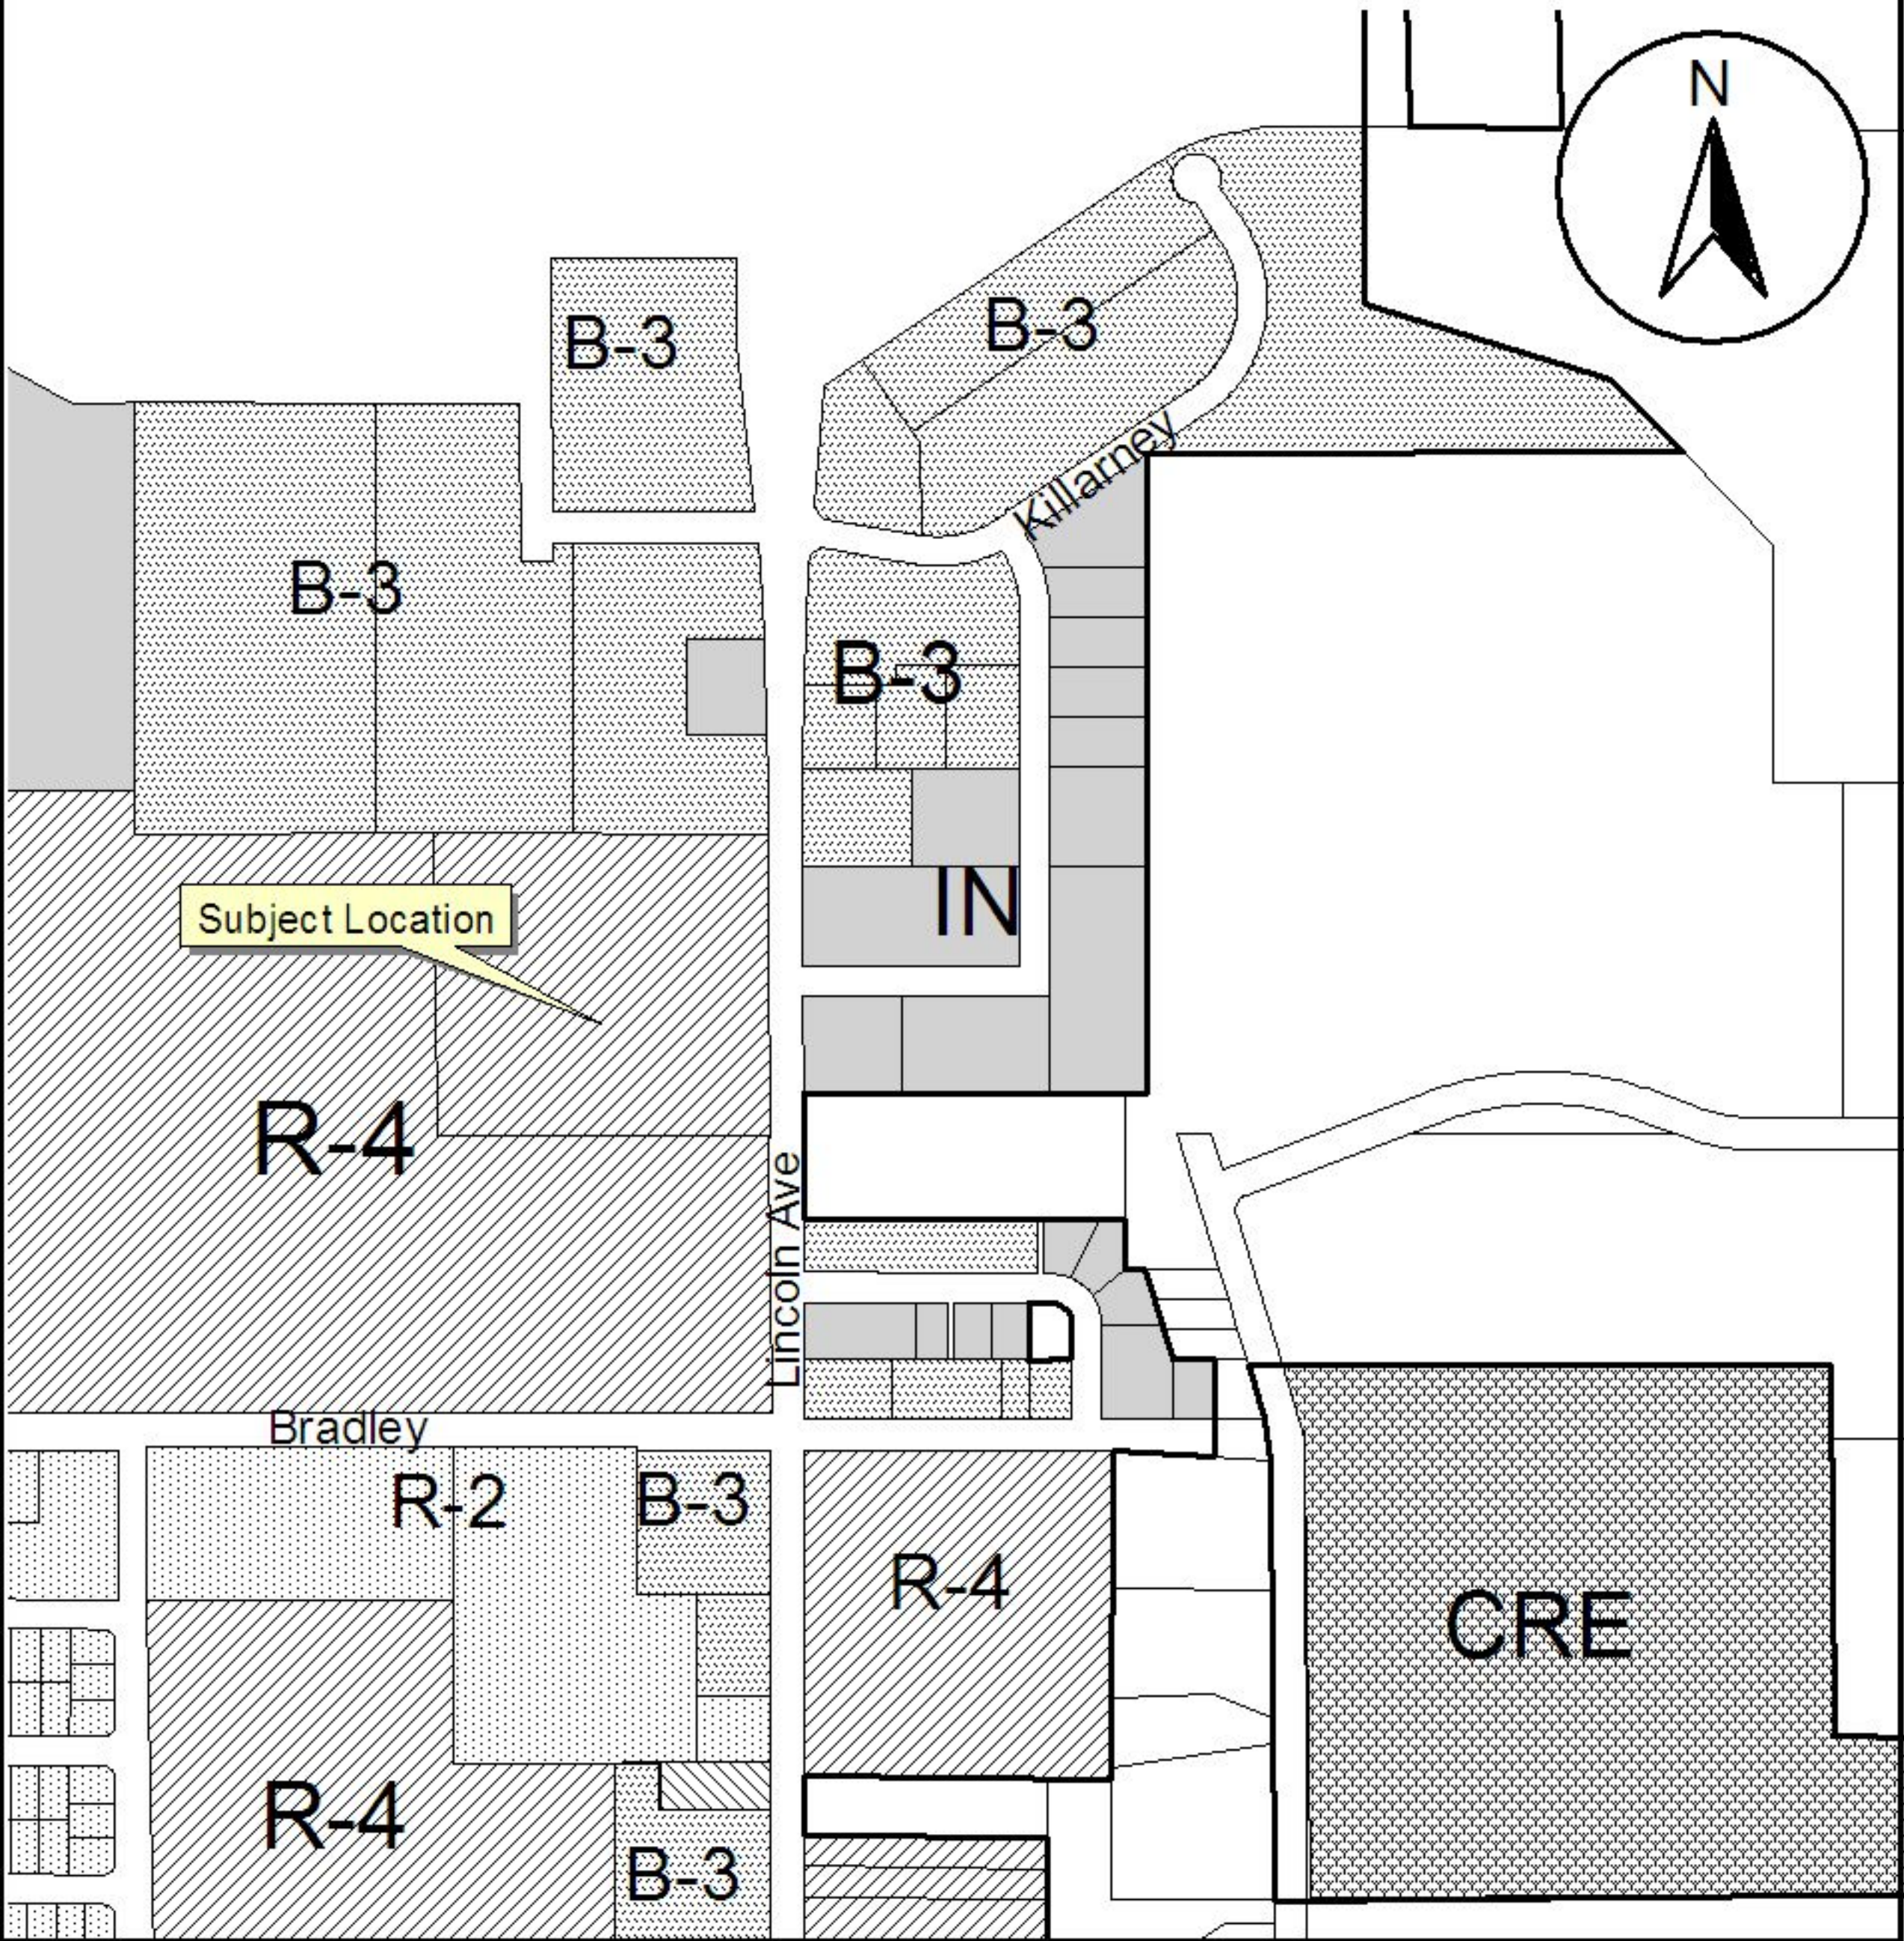 N
B-3
B-3
Killarney
B-3
B-3
IN
Subject Location
R-4
Lincoln Ave
Bradley
R-2
B-3
R-4
CRE
R-4
B-3